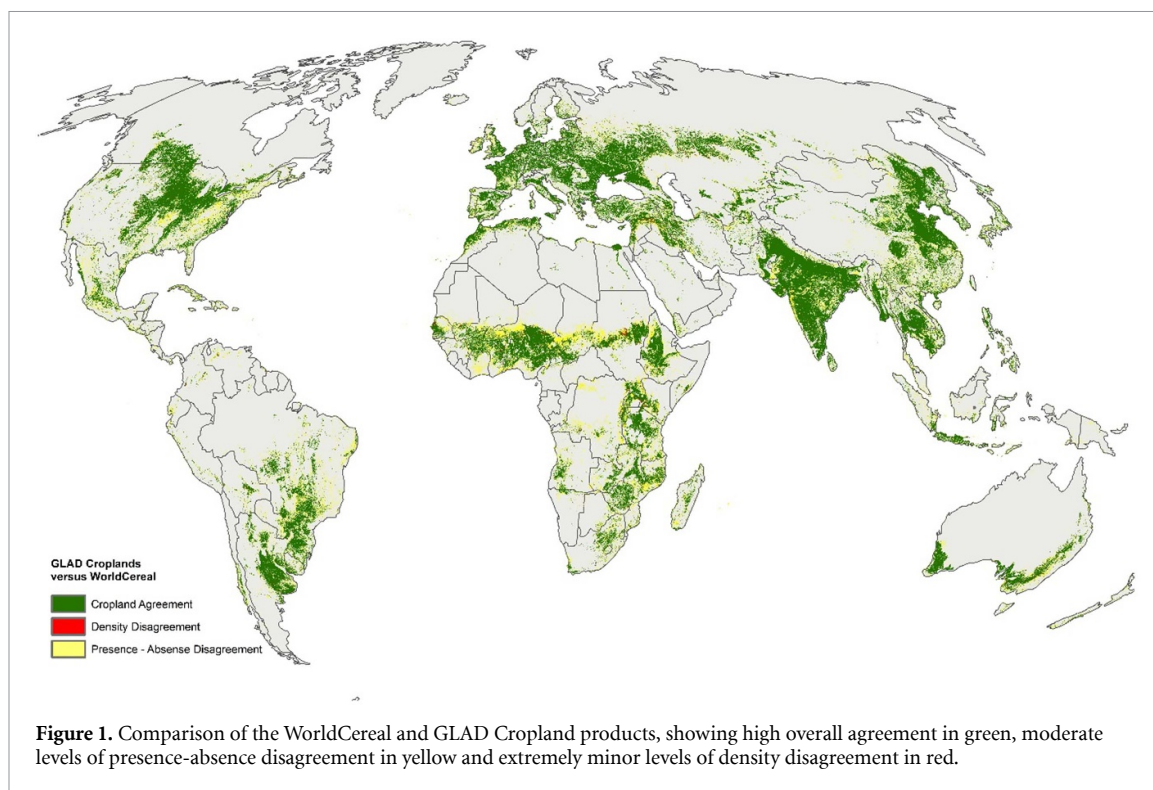 GLAD Croplands
versus WorldCereal
Cropland Agreement
Density Disagreement
Presence - Absense Disagreement
Figure 1. Comparison of the WorldCereal and GLAD Cropland products, showing high overall agreement in green, moderate
levels of presence-absence disagreement in yellow and extremely minor levels of density disagreement in red.